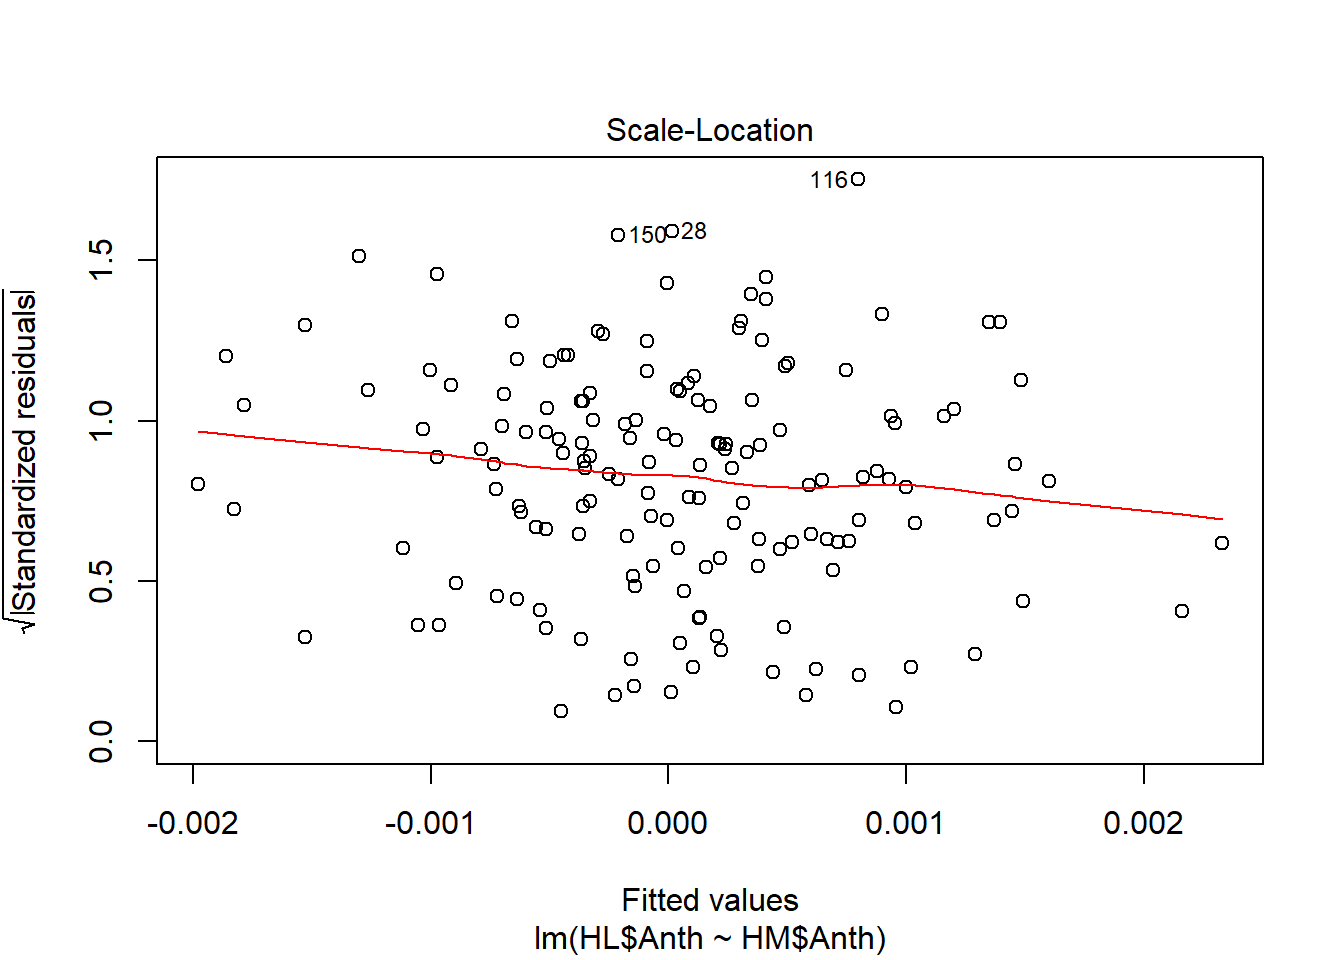 Scale-Location
√|Standardized residuals|
1.5
1.0
0.5
0.0
116
150
28
-0.002 -0.001 0.000 0.001 0.002
Fitted values
lm(HL$Anth ~ HM$Anth)